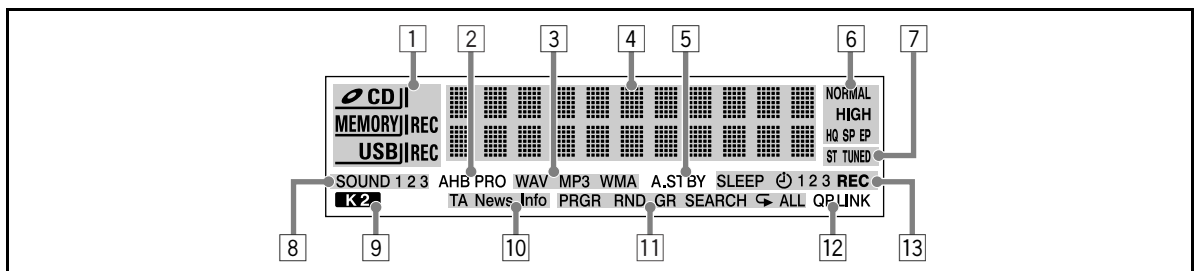 1 2 3 4 5 6 7
CD NORMAL
HIGH
MEMORY REC
HQ SP EP
USB REC ST TUNED
SOUND 1 2 3 AHB PRO WAV MP3 WMA A.STBY SLEEP 1 2 3 REC
K2 TA News Info PRGR RND GR SEARCH ALL QP LINK
8 9 10 11 12 13